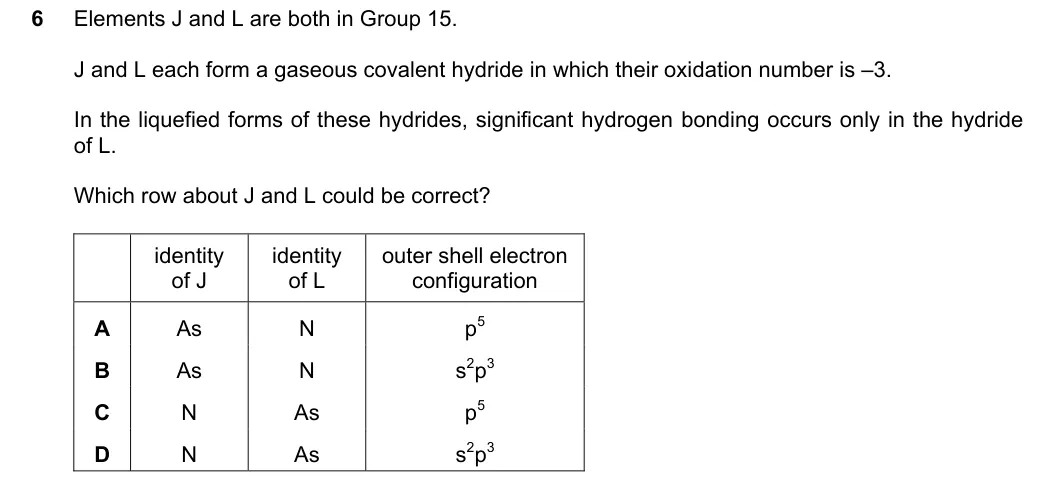 6 Elements J and L are both in Group 15.
J and L each form a gaseous covalent hydride in which their oxidation number is –3.
In the liquefied forms of these hydrides, significant hydrogen bonding occurs only in the hydride
of L.
Which row about J and L could be correct?
identity of J identity of L outer shell electron configuration
A As N p⁵
B As N s²p³
C N As p⁵
D N As s²p³